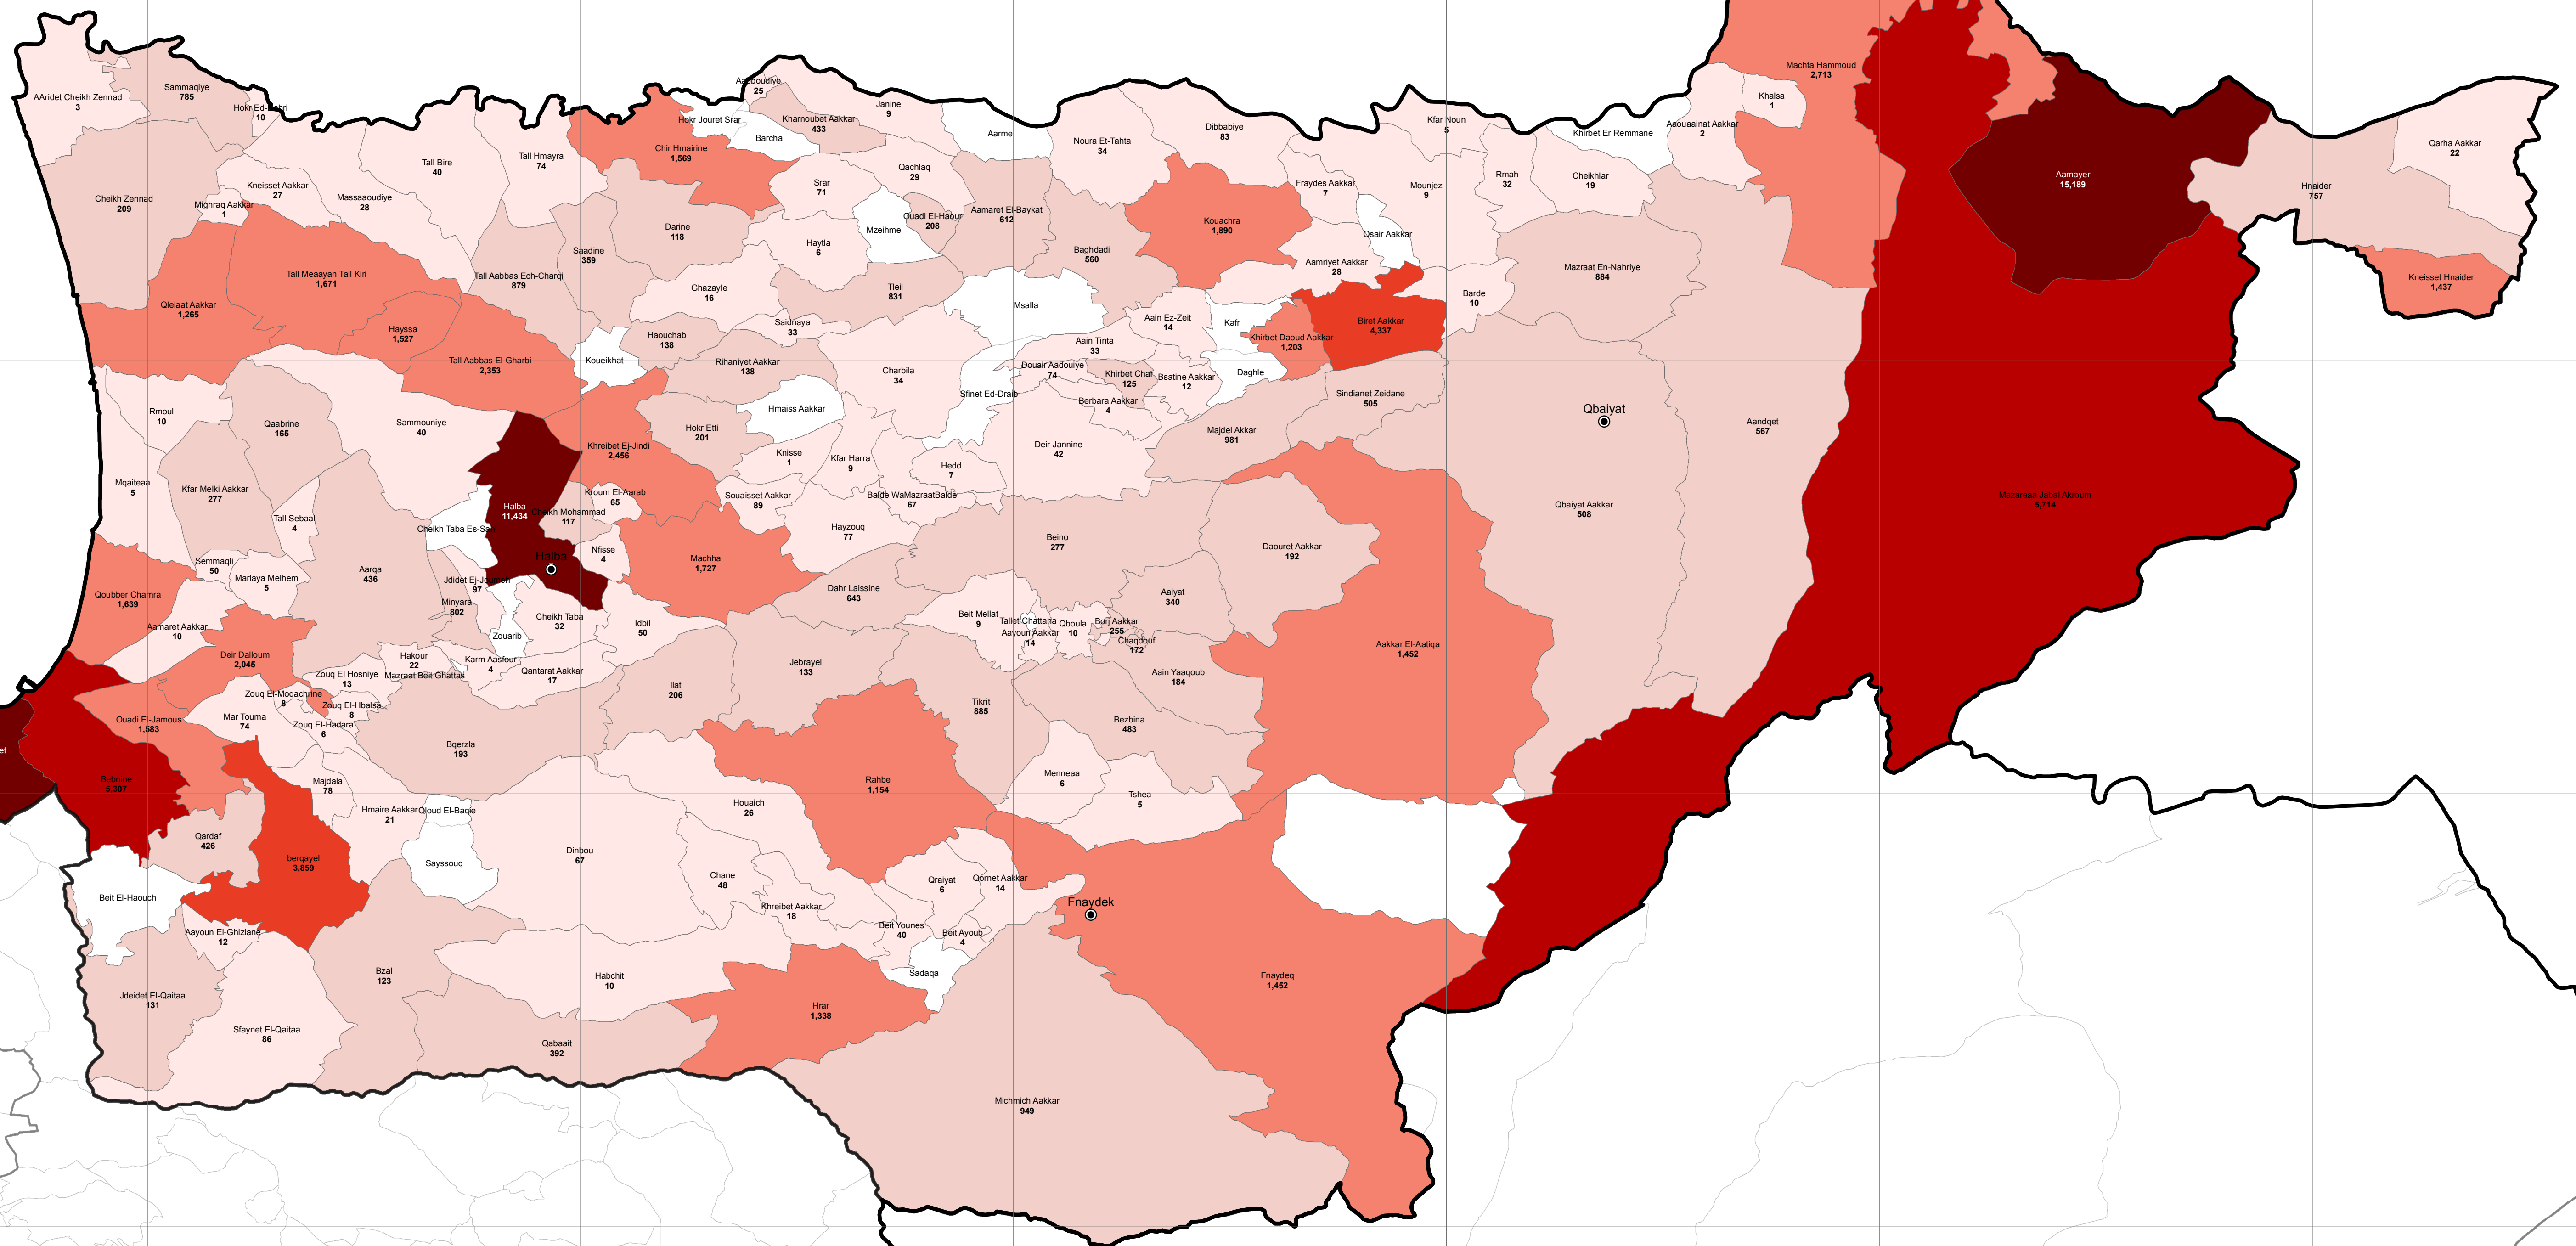 Aaboudiye
25
Machta Hammoud
2,713
Sammaqiye
785
AAridet Cheikh Zennad
3
Hokr Ed-Dahri
10
Khalsa
1
Janine
9
Hokr Jouret Srar
Kharnoubet Aakkar
433
Barcha
Aarme
Dibbabiye
83
Kfar Noun
5
Khirbet Er Remmane
Aaouaainat Aakkar
2
Noura Et-Tahta
34
Qarha Aakkar
22
Chir Hmairine
1,569
Tall Hmayra
74
Tall Bire
40
Qachlaq
29
Aamayer
15,189
Rmah
32
Cheikhlar
19
Kneisset Aakkar
27
Massaaoudiye
28
Srar
71
Fraydes Aakkar
7
Mounjez
9
Hnaider
757
Cheikh Zennad
209
Mighraq Aakkar
1
Aamaret El-Baykat
612
Ouadi El-Haour
208
Kouachra
1,890
Darine
118
Mzeihme
Qsair Aakkar
Haytla
6
Saadine
359
Baghdadi
560
Aamriyet Aakkar
28
Mazraat En-Nahriye
884
Tall Meaayan Tall Kiri
1,671
Tall Aabbas Ech-Charqi
879
Kneisset Hnaider
1,437
Ghazayle
16
Tleil
831
Barde
10
Qleiaat Aakkar
1,265
Msalla
Aain Ez-Zeit
14
Kafr
Biret Aakkar
4,337
Saidnaya
33
Hayssa
1,527
Haouchab
138
Aain Tinta
33
Khirbet Daoud Aakkar
1,203
Tall Aabbas El-Gharbi
2,353
Koueikhat
Rihaniyet Aakkar
138
Charbila
34
Douair Aadouiye
74
Khirbet Char
125
Bsatine Aakkar
12
Daghle
Sfinet Ed-Draib
Sindianet Zeidane
505
Berbara Aakkar
4
Rmoul
10
Hmaiss Aakkar
Qbaiyat
Qaabrine
165
Sammouniye
40
Hokr Etti
201
Majdel Akkar
981
Aandqet
567
Khreibet Ej-Jindi
2,456
Deir Jannine
42
Knisse
1
Kfar Harra
9
Hedd
7
Mqaiteaa
5
Kfar Melki Aakkar
277
Kroum El-Aarab
65
Souaisset Aakkar
89
Balde WaMazraatBalde
67
Mazareaa Jabal Akroum
5,714
Halba
11,434
Qbaiyat Aakkar
508
Cheikh Mohammad
117
Tall Sebaal
4
Cheikh Taba Es-Sahl
Hayzouq
77
Beino
277
Daouret Aakkar
192
Nfisse
4
Halba
Machha
1,727
Semmaqli
50
Aarqa
436
Marlaya Melhem
5
Jdidet Ej-Joumeh
97
Dahr Laissine
643
Qoubber Chamra
1,639
Minyara
802
Aaiyat
340
Cheikh Taba
32
Beit Mellat
9
Idbil
50
Tallet Chattaha
Qboula
10
Borj Aakkar
255
Aamaret Aakkar
10
Zouarib
Aayoun Aakkar
14
Chaqdouf
172
Aakkar El-Aatiqa
1,452
Deir Dalloum
2,045
Hakour
22
Karm Aasfour
4
Jebrayel
133
Zouq El Hosniye
13
Mazraat Beit Ghattas
Qantarat Aakkar
17
Aain Yaaqoub
184
Ilat
206
Zouq El-Moqachrine
8
Zouq El-Hbalsa
8
Tikrit
885
Ouadi El-Jamous
1,583
Mar Touma
74
Zouq El-Hadara
6
Bezbina
483
Bqerzla
193
et
Menneaa
6
Bebnine
5,307
Majdala
78
Rahbe
1,154
Tshea
5
Houaich
26
Hmaire Aakkar
21
Qloud El-Baqie
Qardaf
426
Dinbou
67
berqayel
3,859
Sayssouq
Chane
48
Qraiyat
6
Qornet Aakkar
14
Beit El-Haouch
Fnaydek
Khreibet Aakkar
18
Beit Younes
40
Beit Ayoub
4
Aayoun El-Ghizlane
12
Bzal
123
Habchit
10
Sadaqa
Fnaydeq
1,452
Jdeidet El-Qaitaa
131
Hrar
1,338
Sfaynet El-Qaitaa
86
Qabaait
392
Michmich Aakkar
949